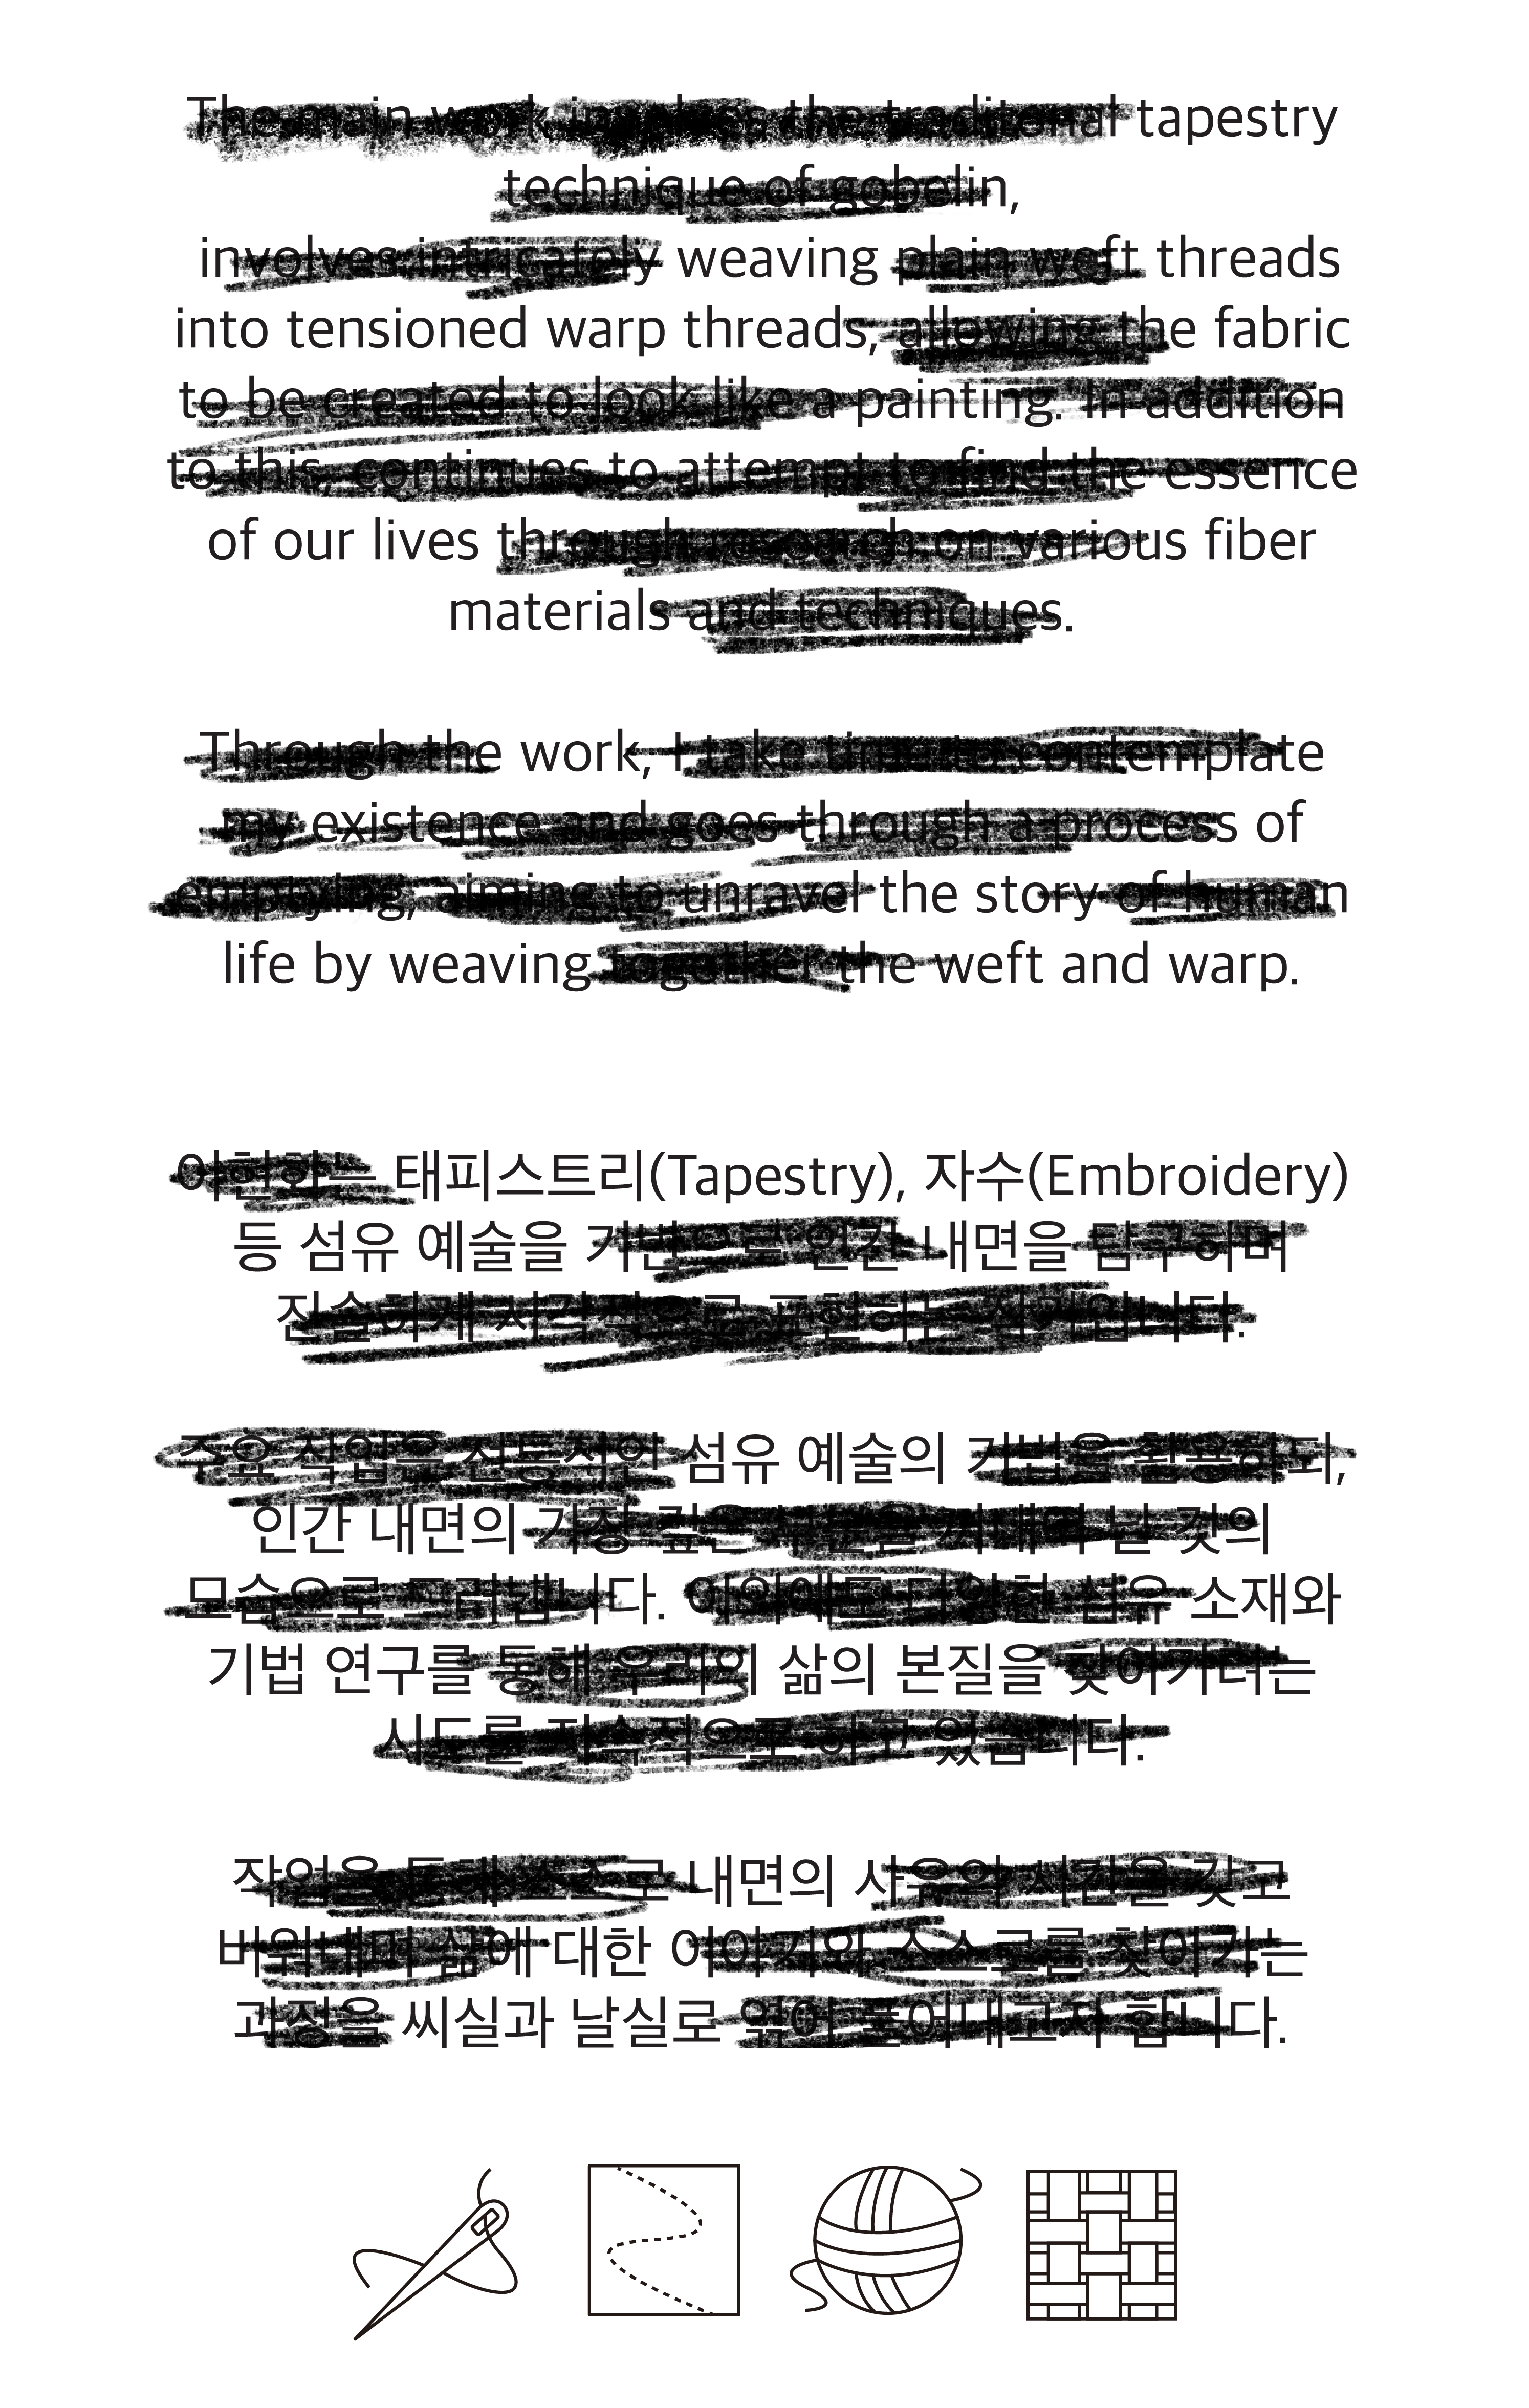 The main work involves the traditonal tapestry
technique of gobelin,
involves intricately weaving plain weft threads
into tensioned warp threads, allowing the fabric
to be created to look like a painting. In addition
to this, continues to attempt to find the essence
of our lives through research on various fiber
materials and techniques.
Through the work, I take time to contemplate
my existence and goes through a process of
emptying, aiming to unravel the story of human
life by weaving together the weft and warp.
태피스트리(Tapestry), 자수(Embroidery)
등 섬유 예술을 기반으로 인간 내면을 탐구하며
진솔하게 시각적으로 표현하는 작가입니다.
주요 작업은 전통적인 섬유 예술의 기법을 활용하되,
인간 내면의 가장 깊은 날 것의
모습으로 드러냅니다. 이외에도 다양한 섬유 소재와
기법 연구를 통해 우리의 삶의 본질을 찾아가려는
시도를 지속적으로 하고 있습니다.
작업을 통해 스스로 내면의 사유의 시간을 갖고
비워내며 삶에 대한 이야기와 스스로를 찾아가는
과정을 씨실과 날실로 엮어 풀어내고자 합니다.